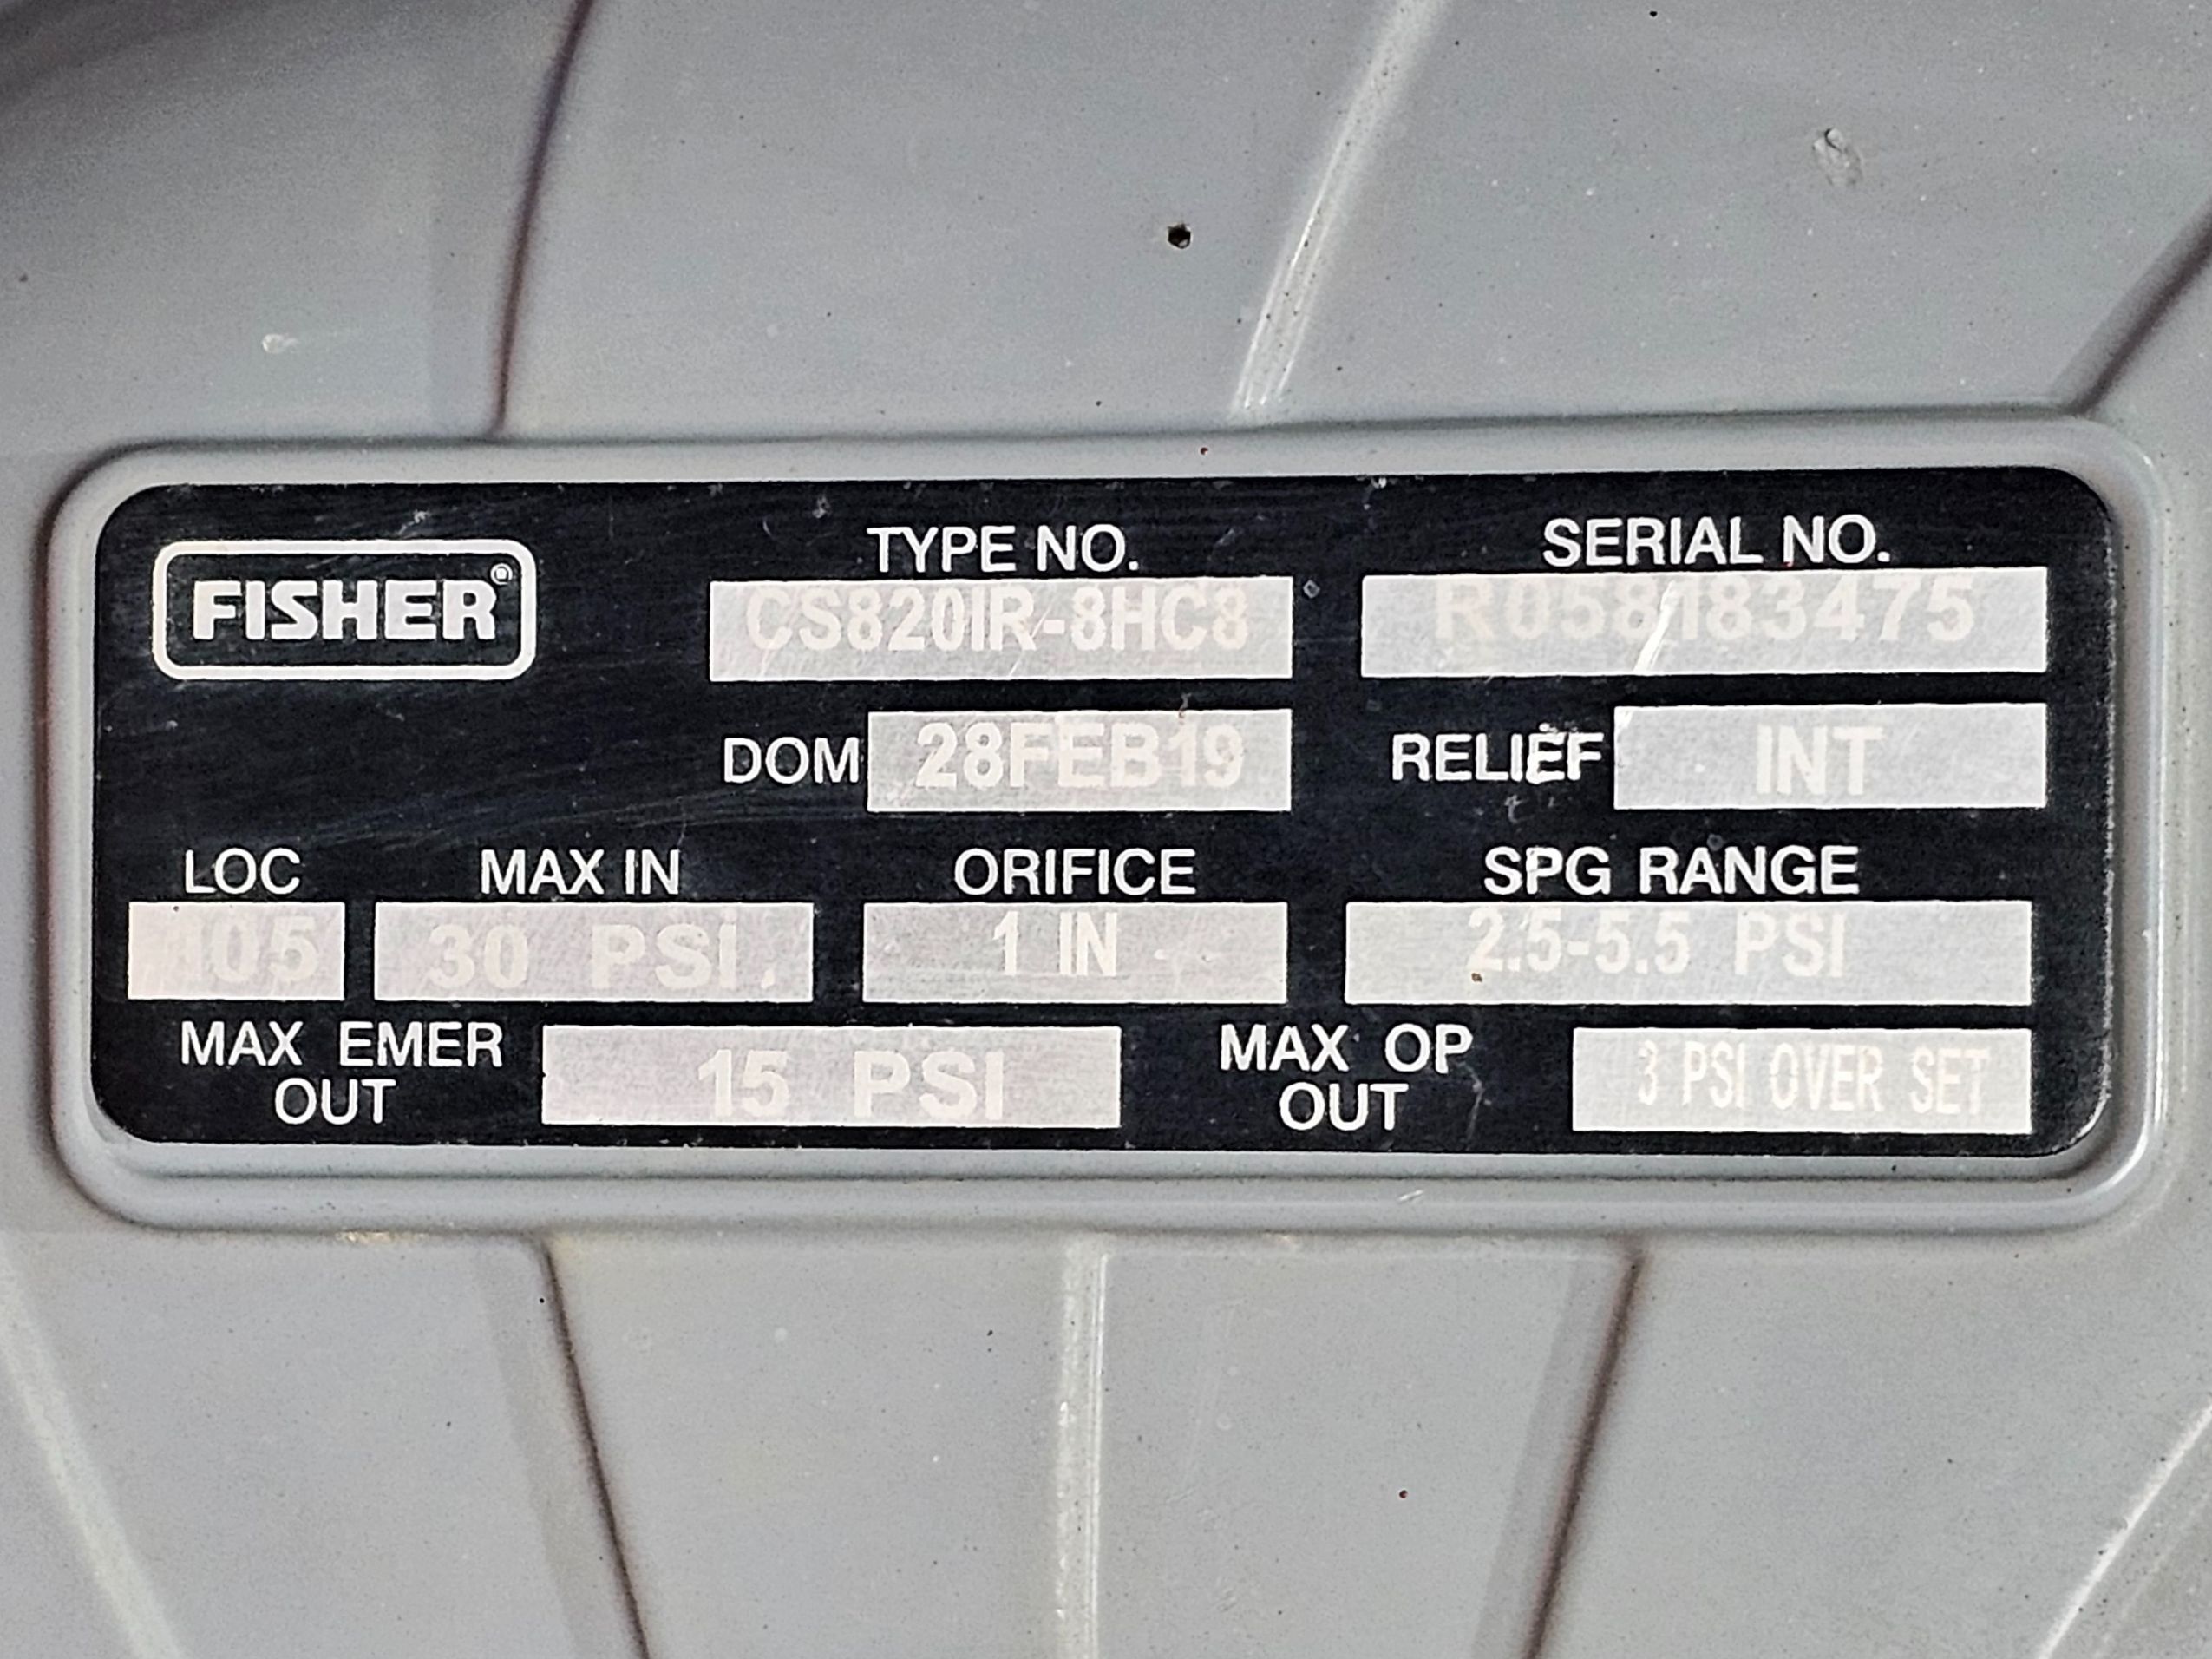 FISHER®
TYPE NO.
CS820IR-8HC8
SERIAL NO.
R058183475
DOM 28FEB19
RELIEF INT
LOC
105
MAX IN
30 PSI.
ORIFICE
1 IN
SPG RANGE
2.5-5.5 PSI
MAX EMER
OUT
15 PSI
MAX OP
OUT
3 PSI OVER SET